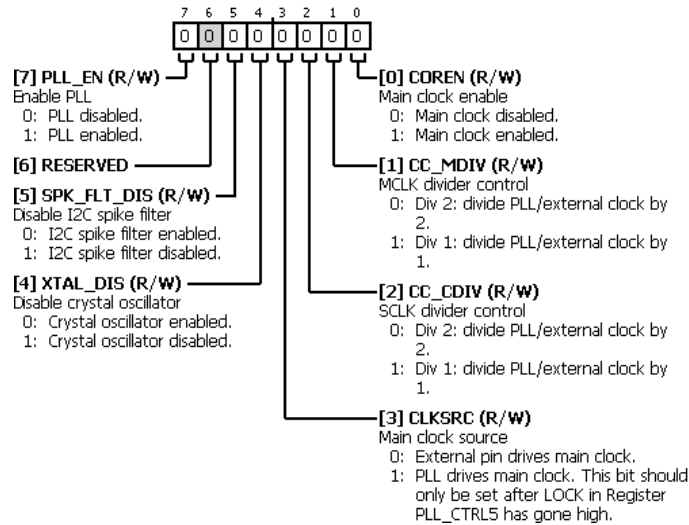 7 6 5 4 3 2 1 0
0 0 0 0 0 0 0 0
[7] PLL_EN (R/W)
Enable PLL
0: PLL disabled.
1: PLL enabled.
[6] RESERVED
[5] SPK_FLT_DIS (R/W)
Disable I2C spike filter
0: I2C spike filter enabled.
1: I2C spike filter disabled.
[4] XTAL_DIS (R/W)
Disable crystal oscillator
0: Crystal oscillator enabled.
1: Crystal oscillator disabled.
[0] COREN (R/W)
Main clock enable
0: Main clock disabled.
1: Main clock enabled.
[1] CC_MDIV (R/W)
MCLK divider control
0: Div 2: divide PLL/external clock by
2.
1: Div 1: divide PLL/external clock by
1.
[2] CC_CDIV (R/W)
SCLK divider control
0: Div 2: divide PLL/external clock by
2.
1: Div 1: divide PLL/external clock by
1.
[3] CLKSRC (R/W)
Main clock source
0: External pin drives main clock.
1: PLL drives main clock. This bit should
only be set after LOCK in Register
PLL_CTRL5 has gone high.